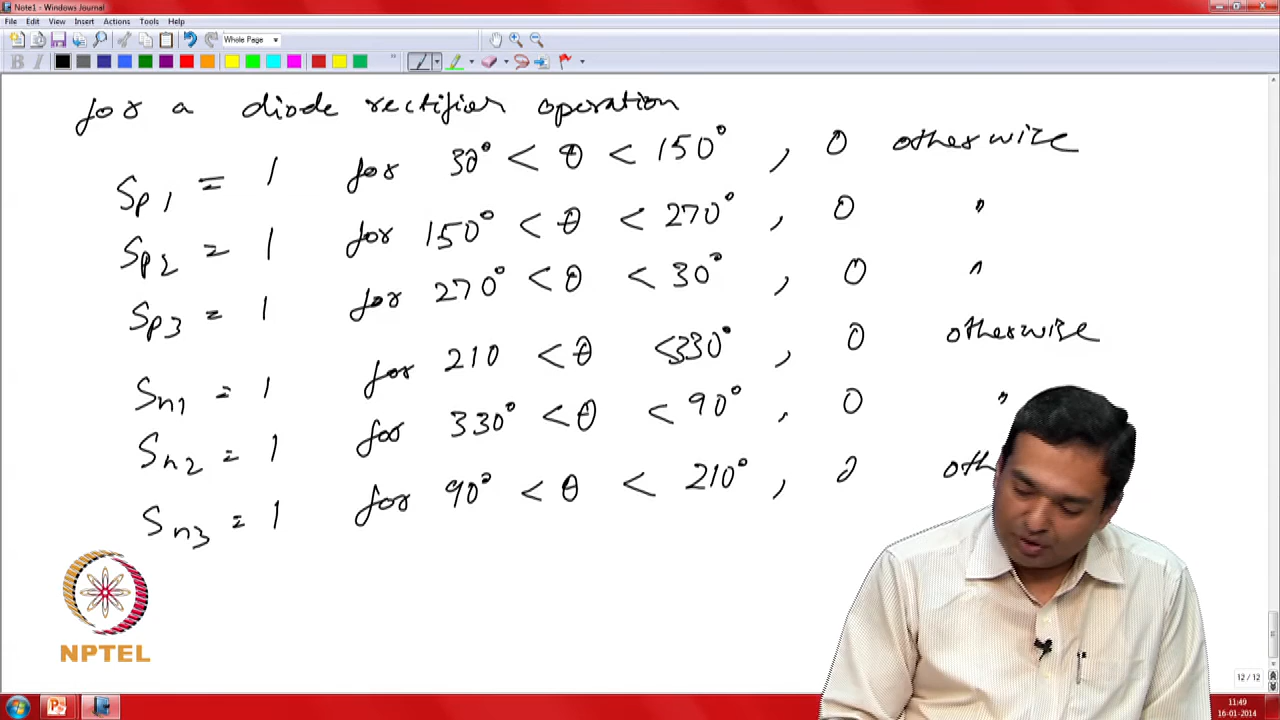 Note1 - Windows Journal
File Edit View Insert Actions Tools Help
Whole Page
for a diode rectifier operation
Sp1 = 1 for 30° < θ < 150° , 0 otherwise
Sp2 = 1 for 150° < θ < 270° , 0 "
Sp3 = 1 for 270° < θ < 30° , 0 "
Sn1 = 1 for 210 < θ < 330° , 0 otherwise
Sn2 = 1 for 330° < θ < 90° , 0 "
Sn3 = 1 for 90° < θ < 210° , 0 oth
NPTEL
12 / 12
11:49
16-01-2014